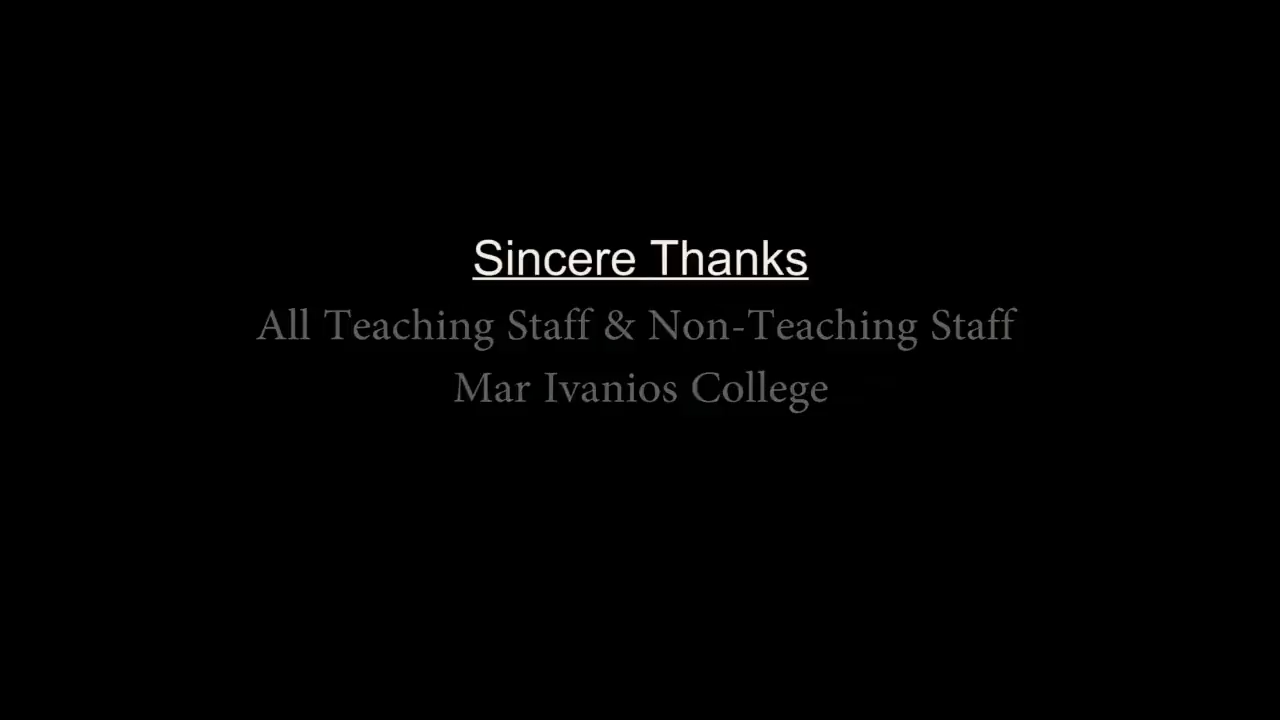 Sincere Thanks
All Teaching Staff & Non-Teaching Staff
Mar Ivanios College